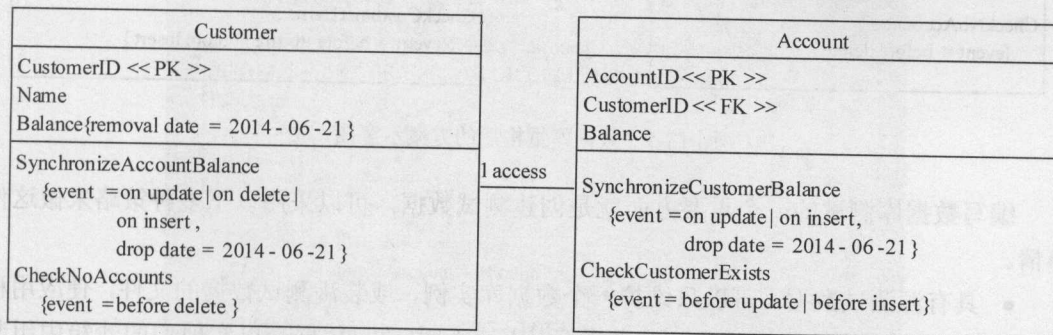 Customer
CustomerID << PK >>
Name
Balance{removal date = 2014 - 06 -21 }
SynchronizeAccountBalance
{event =on update |on delete |
on insert ,
drop date = 2014 - 06 -21 }
CheckNoAccounts
{event =before delete }
1 access
Account
AccountID<< PK >>
CustomerID << FK >>
Balance
SynchronizeCustomerBalance
{event =on update | on insert,
drop date = 2014 - 06 -21 }
CheckCustomerExists
{event = before update | before insert }